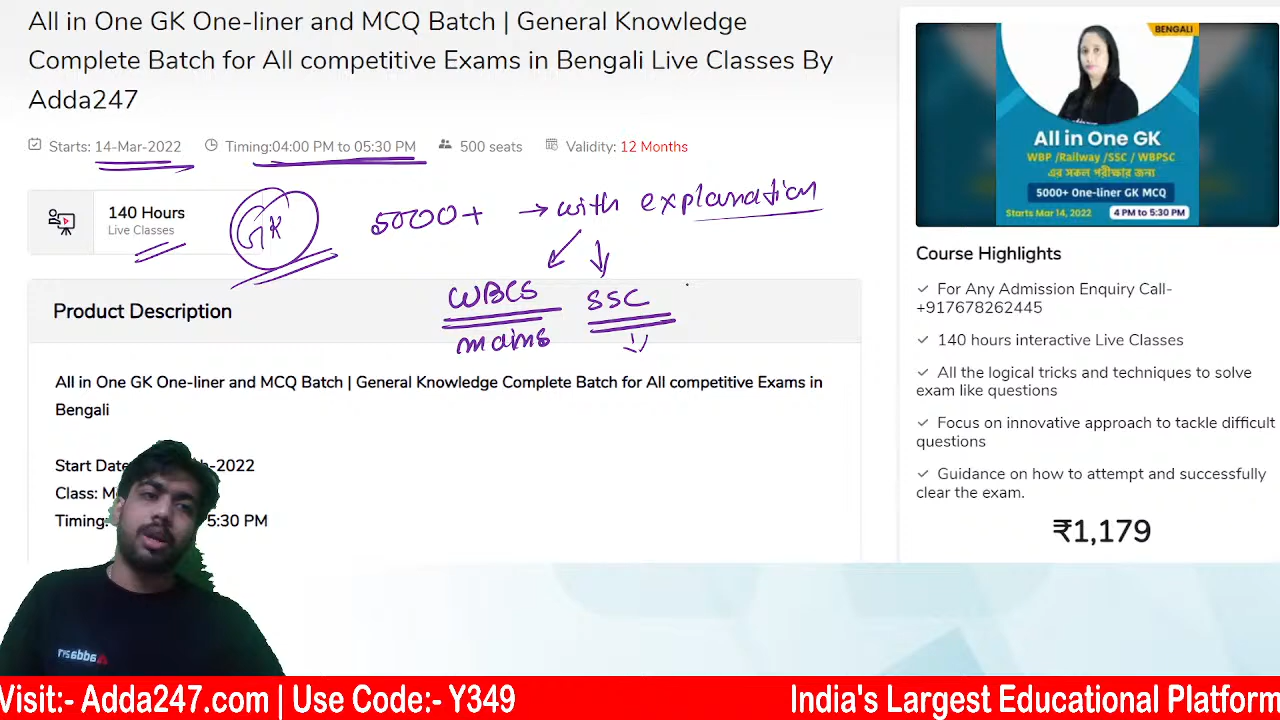 All in One GK One-liner and MCQ Batch | General Knowledge
Complete Batch for All competitive Exams in Bengali Live Classes By
Adda247
Starts: 14-Mar-2022 Timing:04:00 PM to 05:30 PM 500 seats Validity: 12 Months
140 Hours
Live Classes
GK
5000+ → with explanation
WBCS SSC
mains
Product Description
All in One GK One-liner and MCQ Batch | General Knowledge Complete Batch for All competitive Exams in
Bengali
Start Date -2022
Class: M
Timing: 5:30 PM
adda247
BENGALI
All in One GK
WBP /Railway /SSC / WBPSC
এর সকল পরীক্ষার জন্য
5000+ One-liner GK MCQ
Starts Mar 14, 2022 4 PM to 5:30 PM
Course Highlights
✓ For Any Admission Enquiry Call-
+917678262445
✓ 140 hours interactive Live Classes
✓ All the logical tricks and techniques to solve
exam like questions
✓ Focus on innovative approach to tackle difficult
questions
✓ Guidance on how to attempt and successfully
clear the exam.
₹1,179
Visit:- Adda247.com | Use Code:- Y349
India's Largest Educational Platform